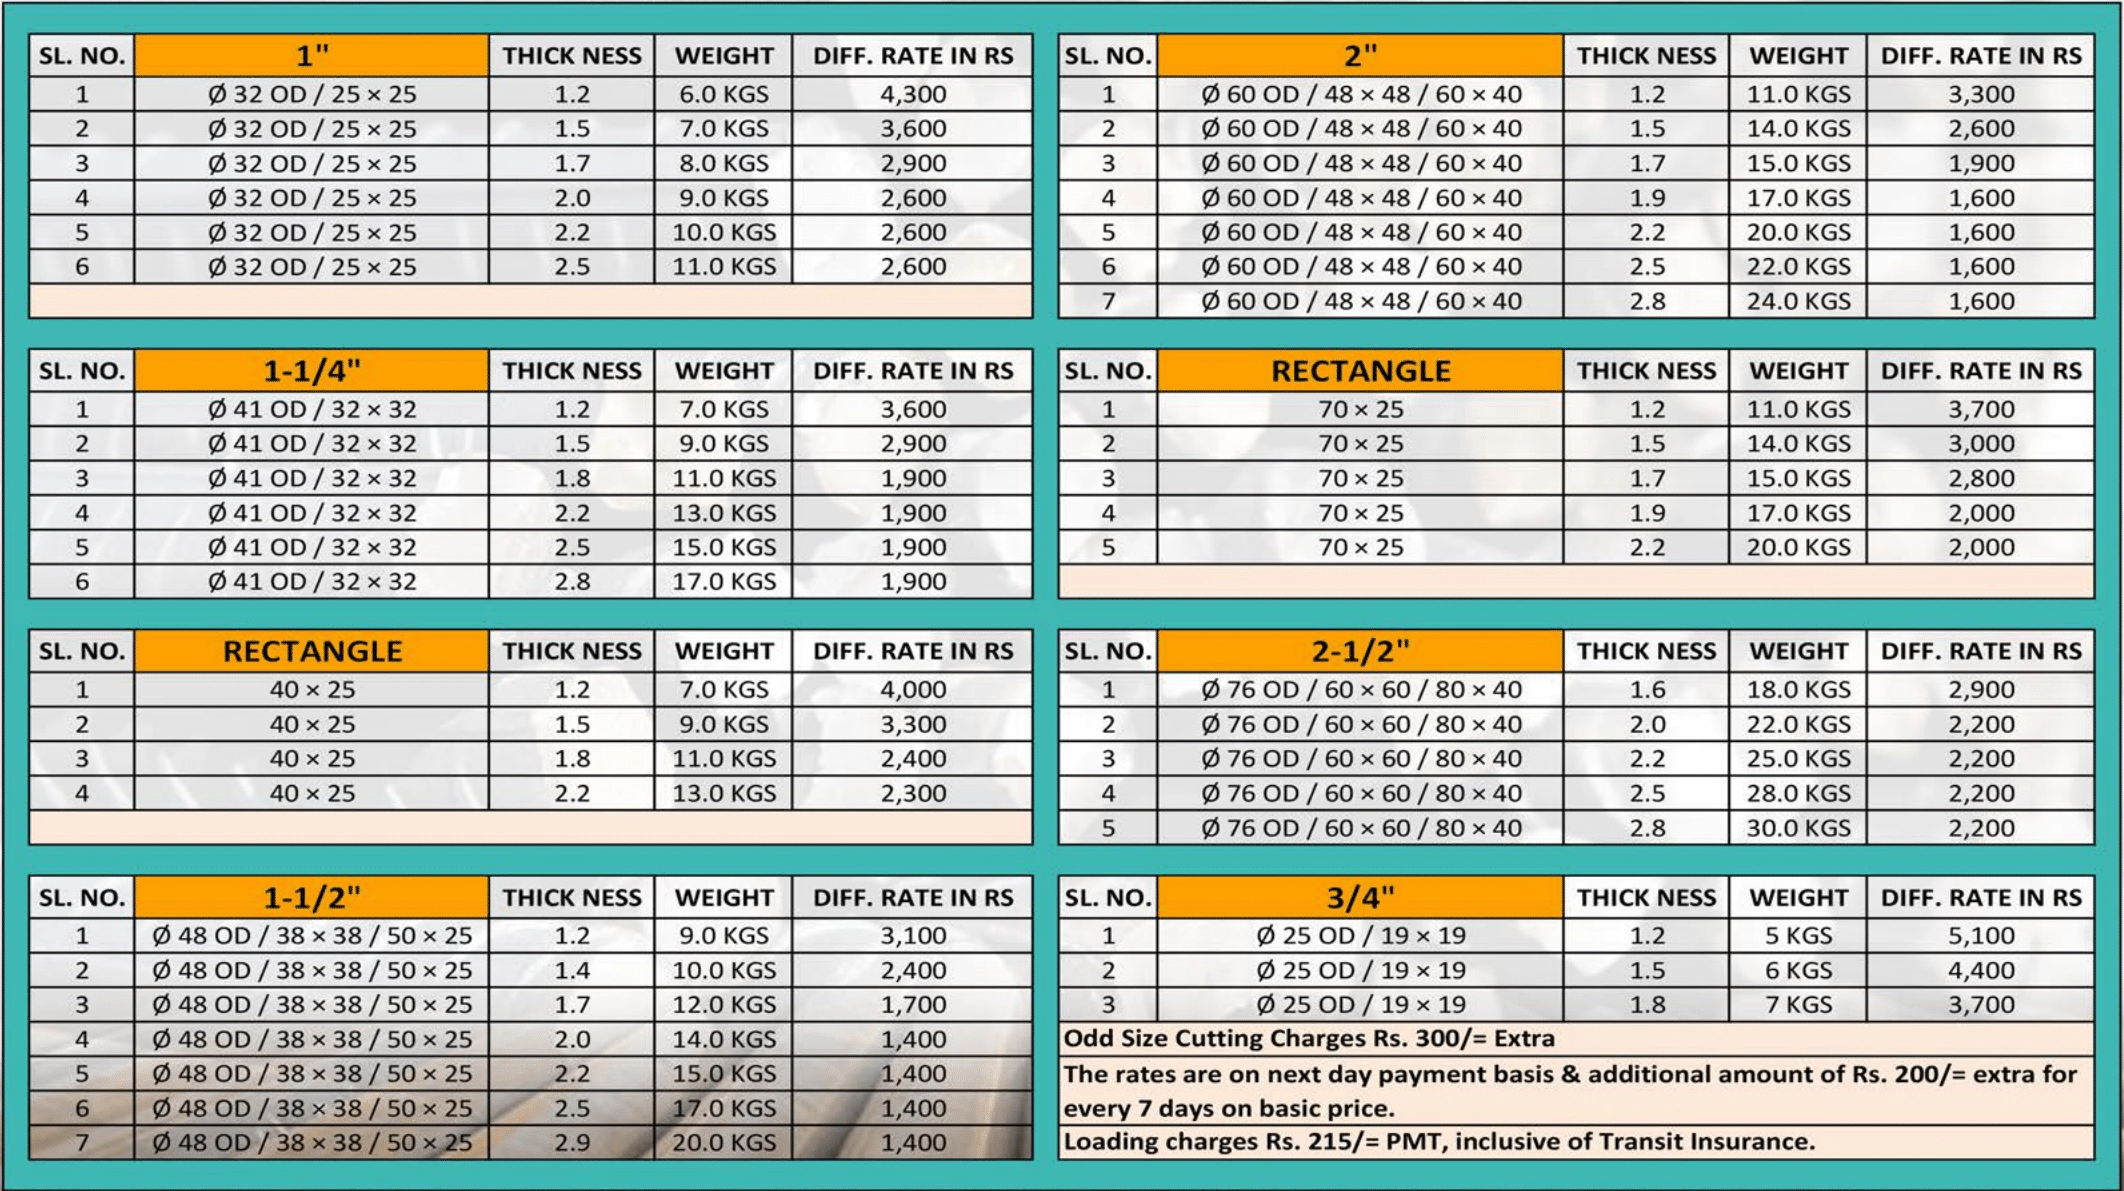 SL. NO. 1" THICK NESS WEIGHT DIFF. RATE IN RS
1 Ø 32 OD / 25 × 25 1.2 6.0 KGS 4,300
2 Ø 32 OD / 25 × 25 1.5 7.0 KGS 3,600
3 Ø 32 OD / 25 × 25 1.7 8.0 KGS 2,900
4 Ø 32 OD / 25 × 25 2.0 9.0 KGS 2,600
5 Ø 32 OD / 25 × 25 2.2 10.0 KGS 2,600
6 Ø 32 OD / 25 × 25 2.5 11.0 KGS 2,600
SL. NO. 1-1/4" THICK NESS WEIGHT DIFF. RATE IN RS
1 Ø 41 OD / 32 × 32 1.2 7.0 KGS 3,600
2 Ø 41 OD / 32 × 32 1.5 9.0 KGS 2,900
3 Ø 41 OD / 32 × 32 1.8 11.0 KGS 1,900
4 Ø 41 OD / 32 × 32 2.2 13.0 KGS 1,900
5 Ø 41 OD / 32 × 32 2.5 15.0 KGS 1,900
6 Ø 41 OD / 32 × 32 2.8 17.0 KGS 1,900
SL. NO. RECTANGLE THICK NESS WEIGHT DIFF. RATE IN RS
1 40 × 25 1.2 7.0 KGS 4,000
2 40 × 25 1.5 9.0 KGS 3,300
3 40 × 25 1.8 11.0 KGS 2,400
4 40 × 25 2.2 13.0 KGS 2,300
SL. NO. 1-1/2" THICK NESS WEIGHT DIFF. RATE IN RS
1 Ø 48 OD / 38 × 38 / 50 × 25 1.2 9.0 KGS 3,100
2 Ø 48 OD / 38 × 38 / 50 × 25 1.4 10.0 KGS 2,400
3 Ø 48 OD / 38 × 38 / 50 × 25 1.7 12.0 KGS 1,700
4 Ø 48 OD / 38 × 38 / 50 × 25 2.0 14.0 KGS 1,400
5 Ø 48 OD / 38 × 38 / 50 × 25 2.2 15.0 KGS 1,400
6 Ø 48 OD / 38 × 38 / 50 × 25 2.5 17.0 KGS 1,400
7 Ø 48 OD / 38 × 38 / 50 × 25 2.9 20.0 KGS 1,400
SL. NO. 2" THICK NESS WEIGHT DIFF. RATE IN RS
1 Ø 60 OD / 48 × 48 / 60 × 40 1.2 11.0 KGS 3,300
2 Ø 60 OD / 48 × 48 / 60 × 40 1.5 14.0 KGS 2,600
3 Ø 60 OD / 48 × 48 / 60 × 40 1.7 15.0 KGS 1,900
4 Ø 60 OD / 48 × 48 / 60 × 40 1.9 17.0 KGS 1,600
5 Ø 60 OD / 48 × 48 / 60 × 40 2.2 20.0 KGS 1,600
6 Ø 60 OD / 48 × 48 / 60 × 40 2.5 22.0 KGS 1,600
7 Ø 60 OD / 48 × 48 / 60 × 40 2.8 24.0 KGS 1,600
SL. NO. RECTANGLE THICK NESS WEIGHT DIFF. RATE IN RS
1 70 × 25 1.2 11.0 KGS 3,700
2 70 × 25 1.5 14.0 KGS 3,000
3 70 × 25 1.7 15.0 KGS 2,800
4 70 × 25 1.9 17.0 KGS 2,000
5 70 × 25 2.2 20.0 KGS 2,000
SL. NO. 2-1/2" THICK NESS WEIGHT DIFF. RATE IN RS
1 Ø 76 OD / 60 × 60 / 80 × 40 1.6 18.0 KGS 2,900
2 Ø 76 OD / 60 × 60 / 80 × 40 2.0 22.0 KGS 2,200
3 Ø 76 OD / 60 × 60 / 80 × 40 2.2 25.0 KGS 2,200
4 Ø 76 OD / 60 × 60 / 80 × 40 2.5 28.0 KGS 2,200
5 Ø 76 OD / 60 × 60 / 80 × 40 2.8 30.0 KGS 2,200
SL. NO. 3/4" THICK NESS WEIGHT DIFF. RATE IN RS
1 Ø 25 OD / 19 × 19 1.2 5 KGS 5,100
2 Ø 25 OD / 19 × 19 1.5 6 KGS 4,400
3 Ø 25 OD / 19 × 19 1.8 7 KGS 3,700
Odd Size Cutting Charges Rs. 300/= Extra
The rates are on next day payment basis & additional amount of Rs. 200/= extra for
every 7 days on basic price.
Loading charges Rs. 215/= PMT, inclusive of Transit Insurance.